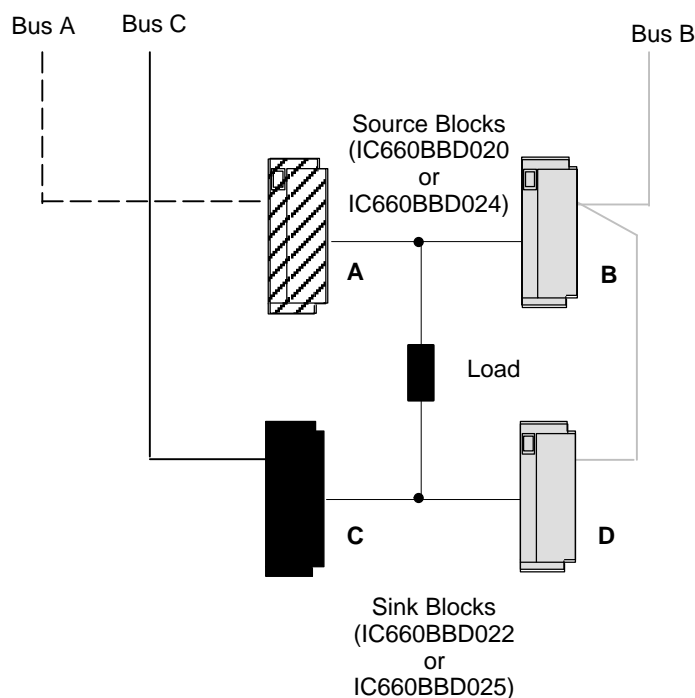 Bus A
Bus C
Bus B
Source Blocks
(IC660BBD020
or
IC660BBD024)
A
B
Load
C
D
Sink Blocks
(IC660BBD022
or
IC660BBD025)